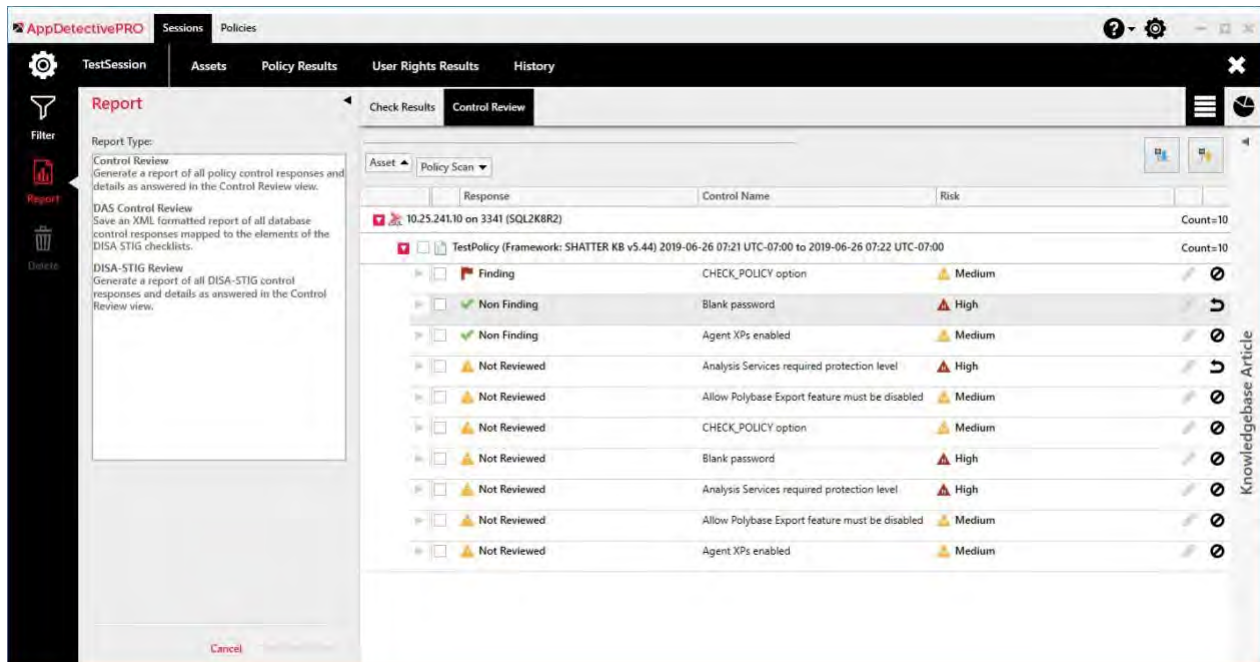 AppDetectivePRO Sessions Policies
TestSession Assets Policy Results User Rights Results History
Filter
Report
Delete
Report
Report Type:
Control Review
Generate a report of all policy control responses and
details as answered in the Control Review view.
DAS Control Review
Save an XML formatted report of all database
control responses mapped to the elements of the
DISA STIG checklists.
DISA-STIG Review
Generate a report of all DISA-STIG control
responses and details as answered in the Control
Review view.
Cancel
Check Results Control Review
Asset Policy Scan
Response Control Name Risk
10.25.241.10 on 3341 (SQL2K8R2) Count=10
TestPolicy (Framework: SHATTER KB v5.44) 2019-06-26 07:21 UTC-07:00 to 2019-06-26 07:22 UTC-07:00 Count=10
Finding CHECK_POLICY option Medium
Non Finding Blank password High
Non Finding Agent XPs enabled Medium
Not Reviewed Analysis Services required protection level High
Not Reviewed Allow Polybase Export feature must be disabled Medium
Not Reviewed CHECK_POLICY option Medium
Not Reviewed Blank password High
Not Reviewed Analysis Services required protection level High
Not Reviewed Allow Polybase Export feature must be disabled Medium
Not Reviewed Agent XPs enabled Medium
Knowledgebase Article